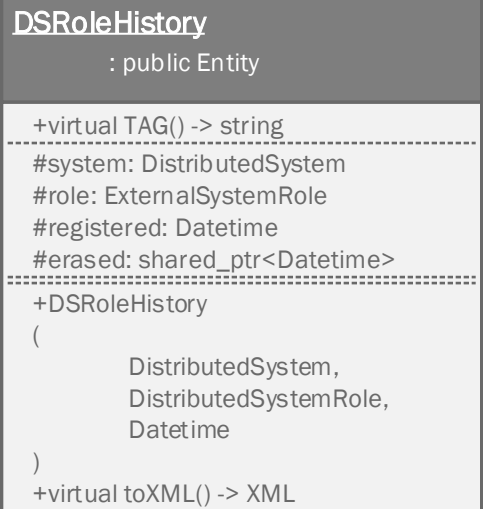 DSRoleHistory
: public Entity
+virtual TAG() -> string
#system: DistributedSystem
#role: ExternalSystemRole
#registered: Datetime
#erased: shared_ptr<Datetime>
+DSRoleHistory
(
DistributedSystem,
DistributedSystemRole,
Datetime
)
+virtual toXML() -> XML